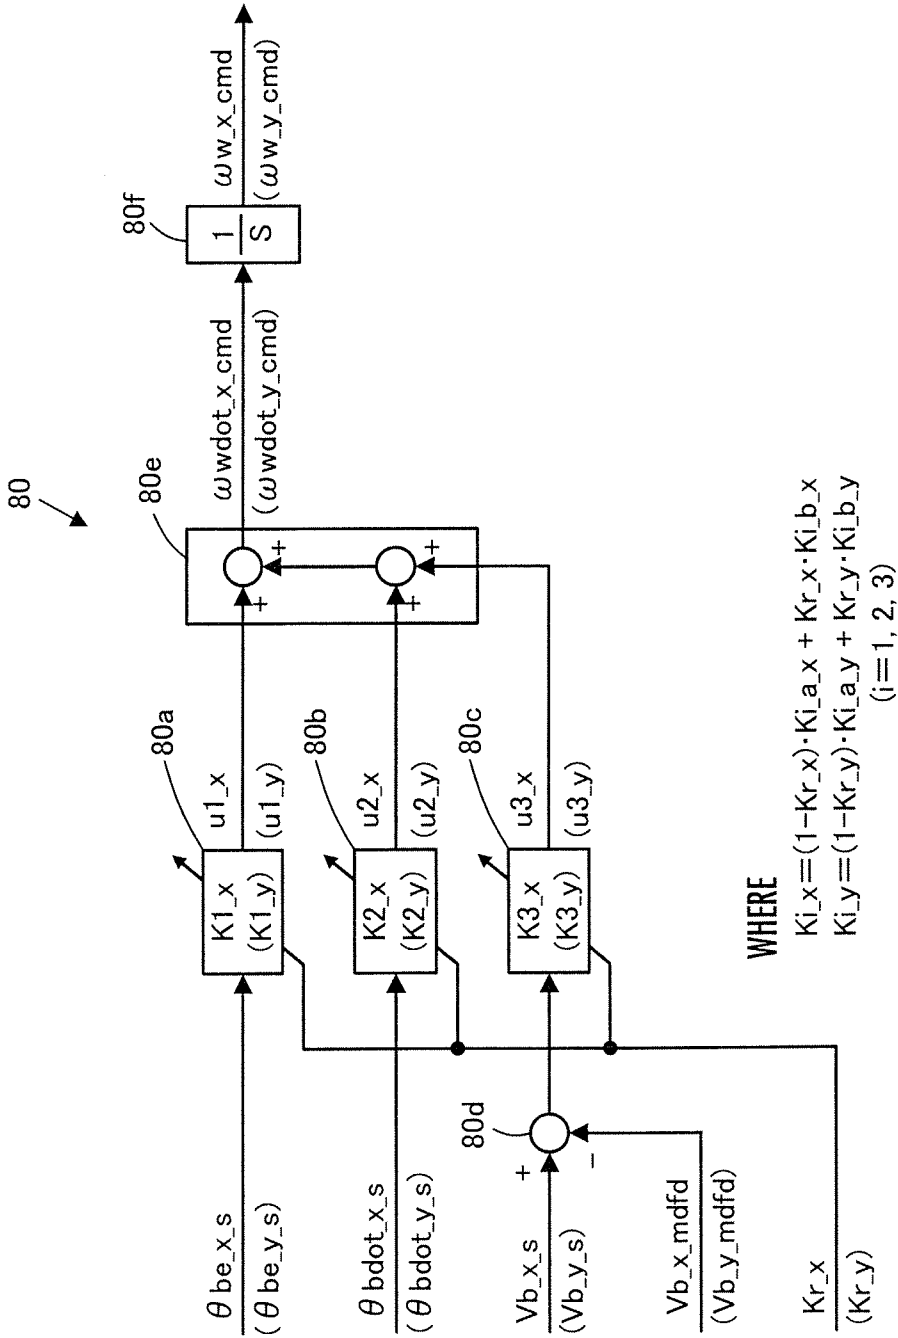 80
θbe_x_s
(θbe_y_s)
K1_x
(K1_y)
80a
u1_x
(u1_y)
+
+
80e
ωwdot_x_cmd
(ωwdot_y_cmd)
1
S
80f
ωw_x_cmd
(ωw_y_cmd)
θbdot_x_s
(θbdot_y_s)
K2_x
(K2_y)
80b
u2_x
(u2_y)
+
+
Vb_x_s
(Vb_y_s)
+
-
80d
K3_x
(K3_y)
80c
u3_x
(u3_y)
Vb_x_mdfd
(Vb_y_mdfd)
Kr_x
(Kr_y)
WHERE
Ki_x=(1-Kr_x)·Ki_a_x + Kr_x·Ki_b_x
Ki_y=(1-Kr_y)·Ki_a_y + Kr_y·Ki_b_y
(i=1, 2, 3)